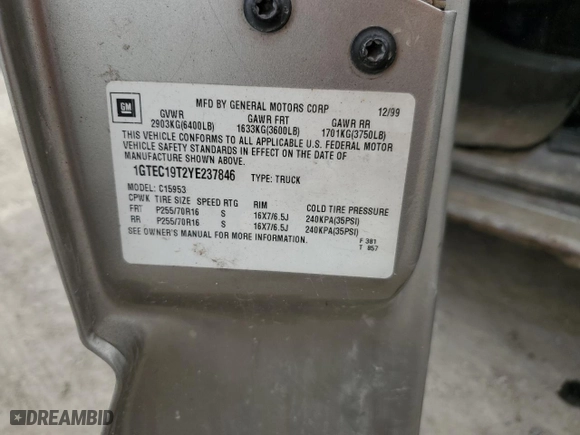 GM
MFD BY GENERAL MOTORS CORP 12/99
GVWR GAWR FRT GAWR RR
2903KG(6400LB) 1633KG(3600LB) 1701KG(3750LB)
THIS VEHICLE CONFORMS TO ALL APPLICABLE U.S. FEDERAL MOTOR
VEHICLE SAFETY STANDARDS IN EFFECT ON THE DATE OF
MANUFACTURE SHOWN ABOVE.
1GTEC19T2YE237846 TYPE: TRUCK
MODEL: C15953
CPWK TIRE SIZE SPEED RTG RIM COLD TIRE PRESSURE
FRT P255/70R16 S 16X7/6.5J 240KPA(35PSI)
RR P255/70R16 S 16X7/6.5J 240KPA(35PSI)
SEE OWNER'S MANUAL FOR MORE INFORMATION.
F 381
T 857
DREAMBID